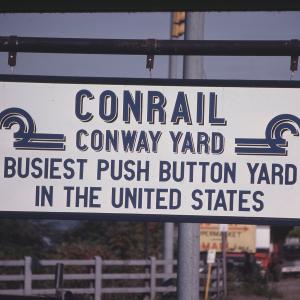 CONRAIL
CONWAY YARD
BUSIEST PUSH BUTTON YARD
IN THE UNITED STATES